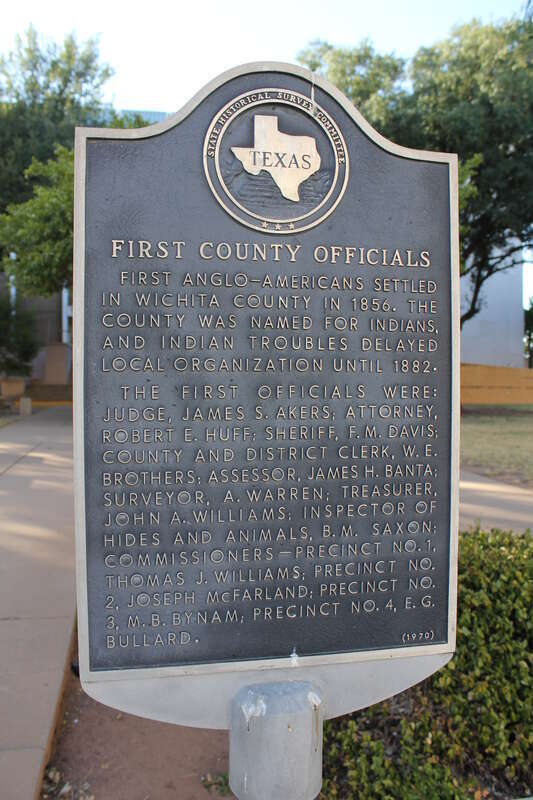 STATE HISTORICAL SURVEY COMMITTEE
TEXAS
FIRST COUNTY OFFICIALS
FIRST ANGLO-AMERICANS SETTLED
IN WICHITA COUNTY IN 1856. THE
COUNTY WAS NAMED FOR INDIANS,
AND INDIAN TROUBLES DELAYED
LOCAL ORGANIZATION UNTIL 1882.
THE FIRST OFFICIALS WERE:
JUDGE, JAMES S. AKERS; ATTORNEY,
ROBERT E. HUFF; SHERIFF, F. M. DAVIS;
COUNTY AND DISTRICT CLERK, W. E.
BROTHERS; ASSESSOR, JAMES H. BANTA;
SURVEYOR, A. WARREN; TREASURER,
JOHN A. WILLIAMS; INSPECTOR OF
HIDES AND ANIMALS, B.M. SAXON;
COMMISSIONERS—PRECINCT NO. 1,
THOMAS J. WILLIAMS; PRECINCT NO.
2, JOSEPH McFARLAND; PRECINCT NO.
3, M. B. BYNAM; PRECINCT NO. 4, E. G.
BULLARD.
(1970)